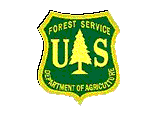 FOREST SERVICE
U S
DEPARTMENT OF AGRICULTURE